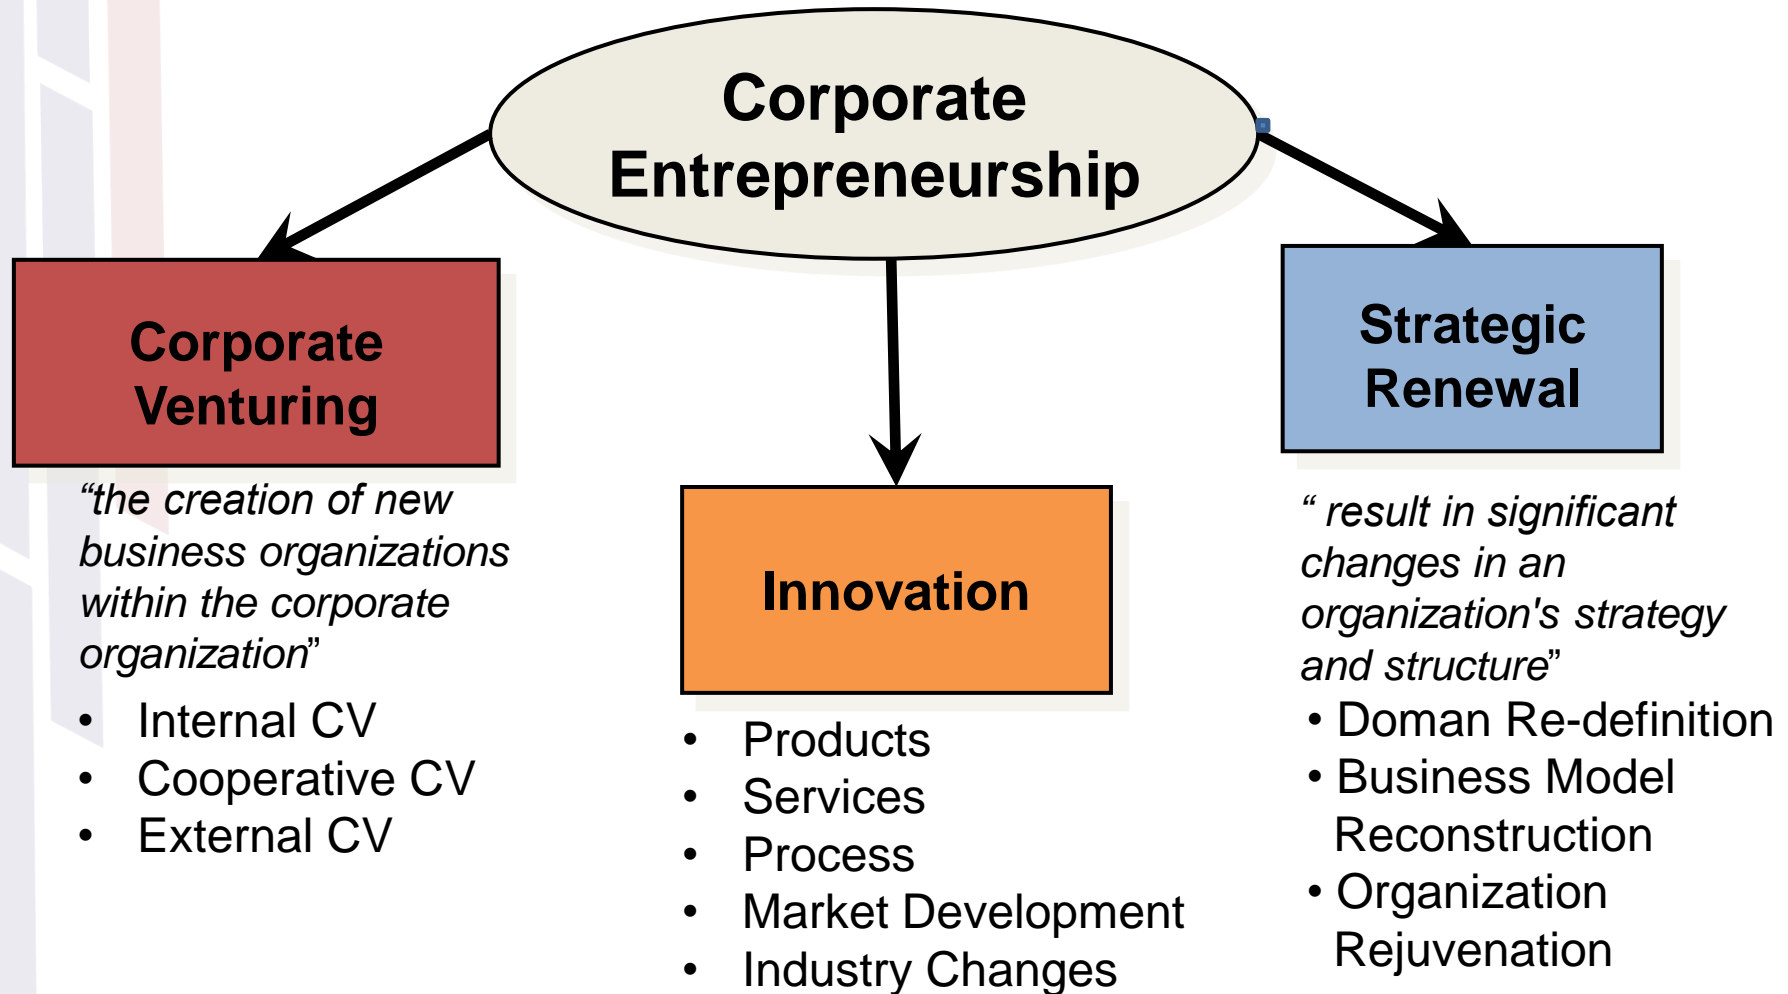 Corporate
Entrepreneurship
Corporate
Venturing
“the creation of new
business organizations
within the corporate
organization”
• Internal CV
• Cooperative CV
• External CV
Innovation
• Products
• Services
• Process
• Market Development
• Industry Changes
Strategic
Renewal
“ result in significant
changes in an
organization's strategy
and structure”
• Doman Re-definition
• Business Model
Reconstruction
• Organization
Rejuvenation